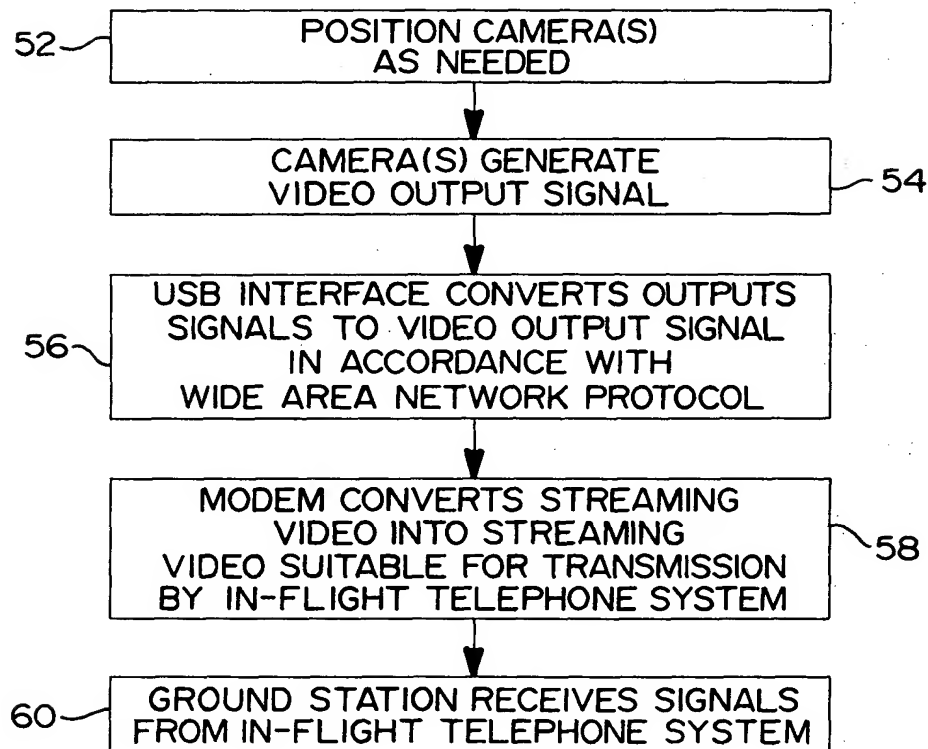 52
POSITION CAMERA(S)
AS NEEDED
CAMERA(S) GENERATE
VIDEO OUTPUT SIGNAL
54
USB INTERFACE CONVERTS OUTPUTS
SIGNALS TO VIDEO OUTPUT SIGNAL
IN ACCORDANCE WITH
WIDE AREA NETWORK PROTOCOL
56
MODEM CONVERTS STREAMING
VIDEO INTO STREAMING
VIDEO SUITABLE FOR TRANSMISSION
BY IN-FLIGHT TELEPHONE SYSTEM
58
60
GROUND STATION RECEIVES SIGNALS
FROM IN-FLIGHT TELEPHONE SYSTEM